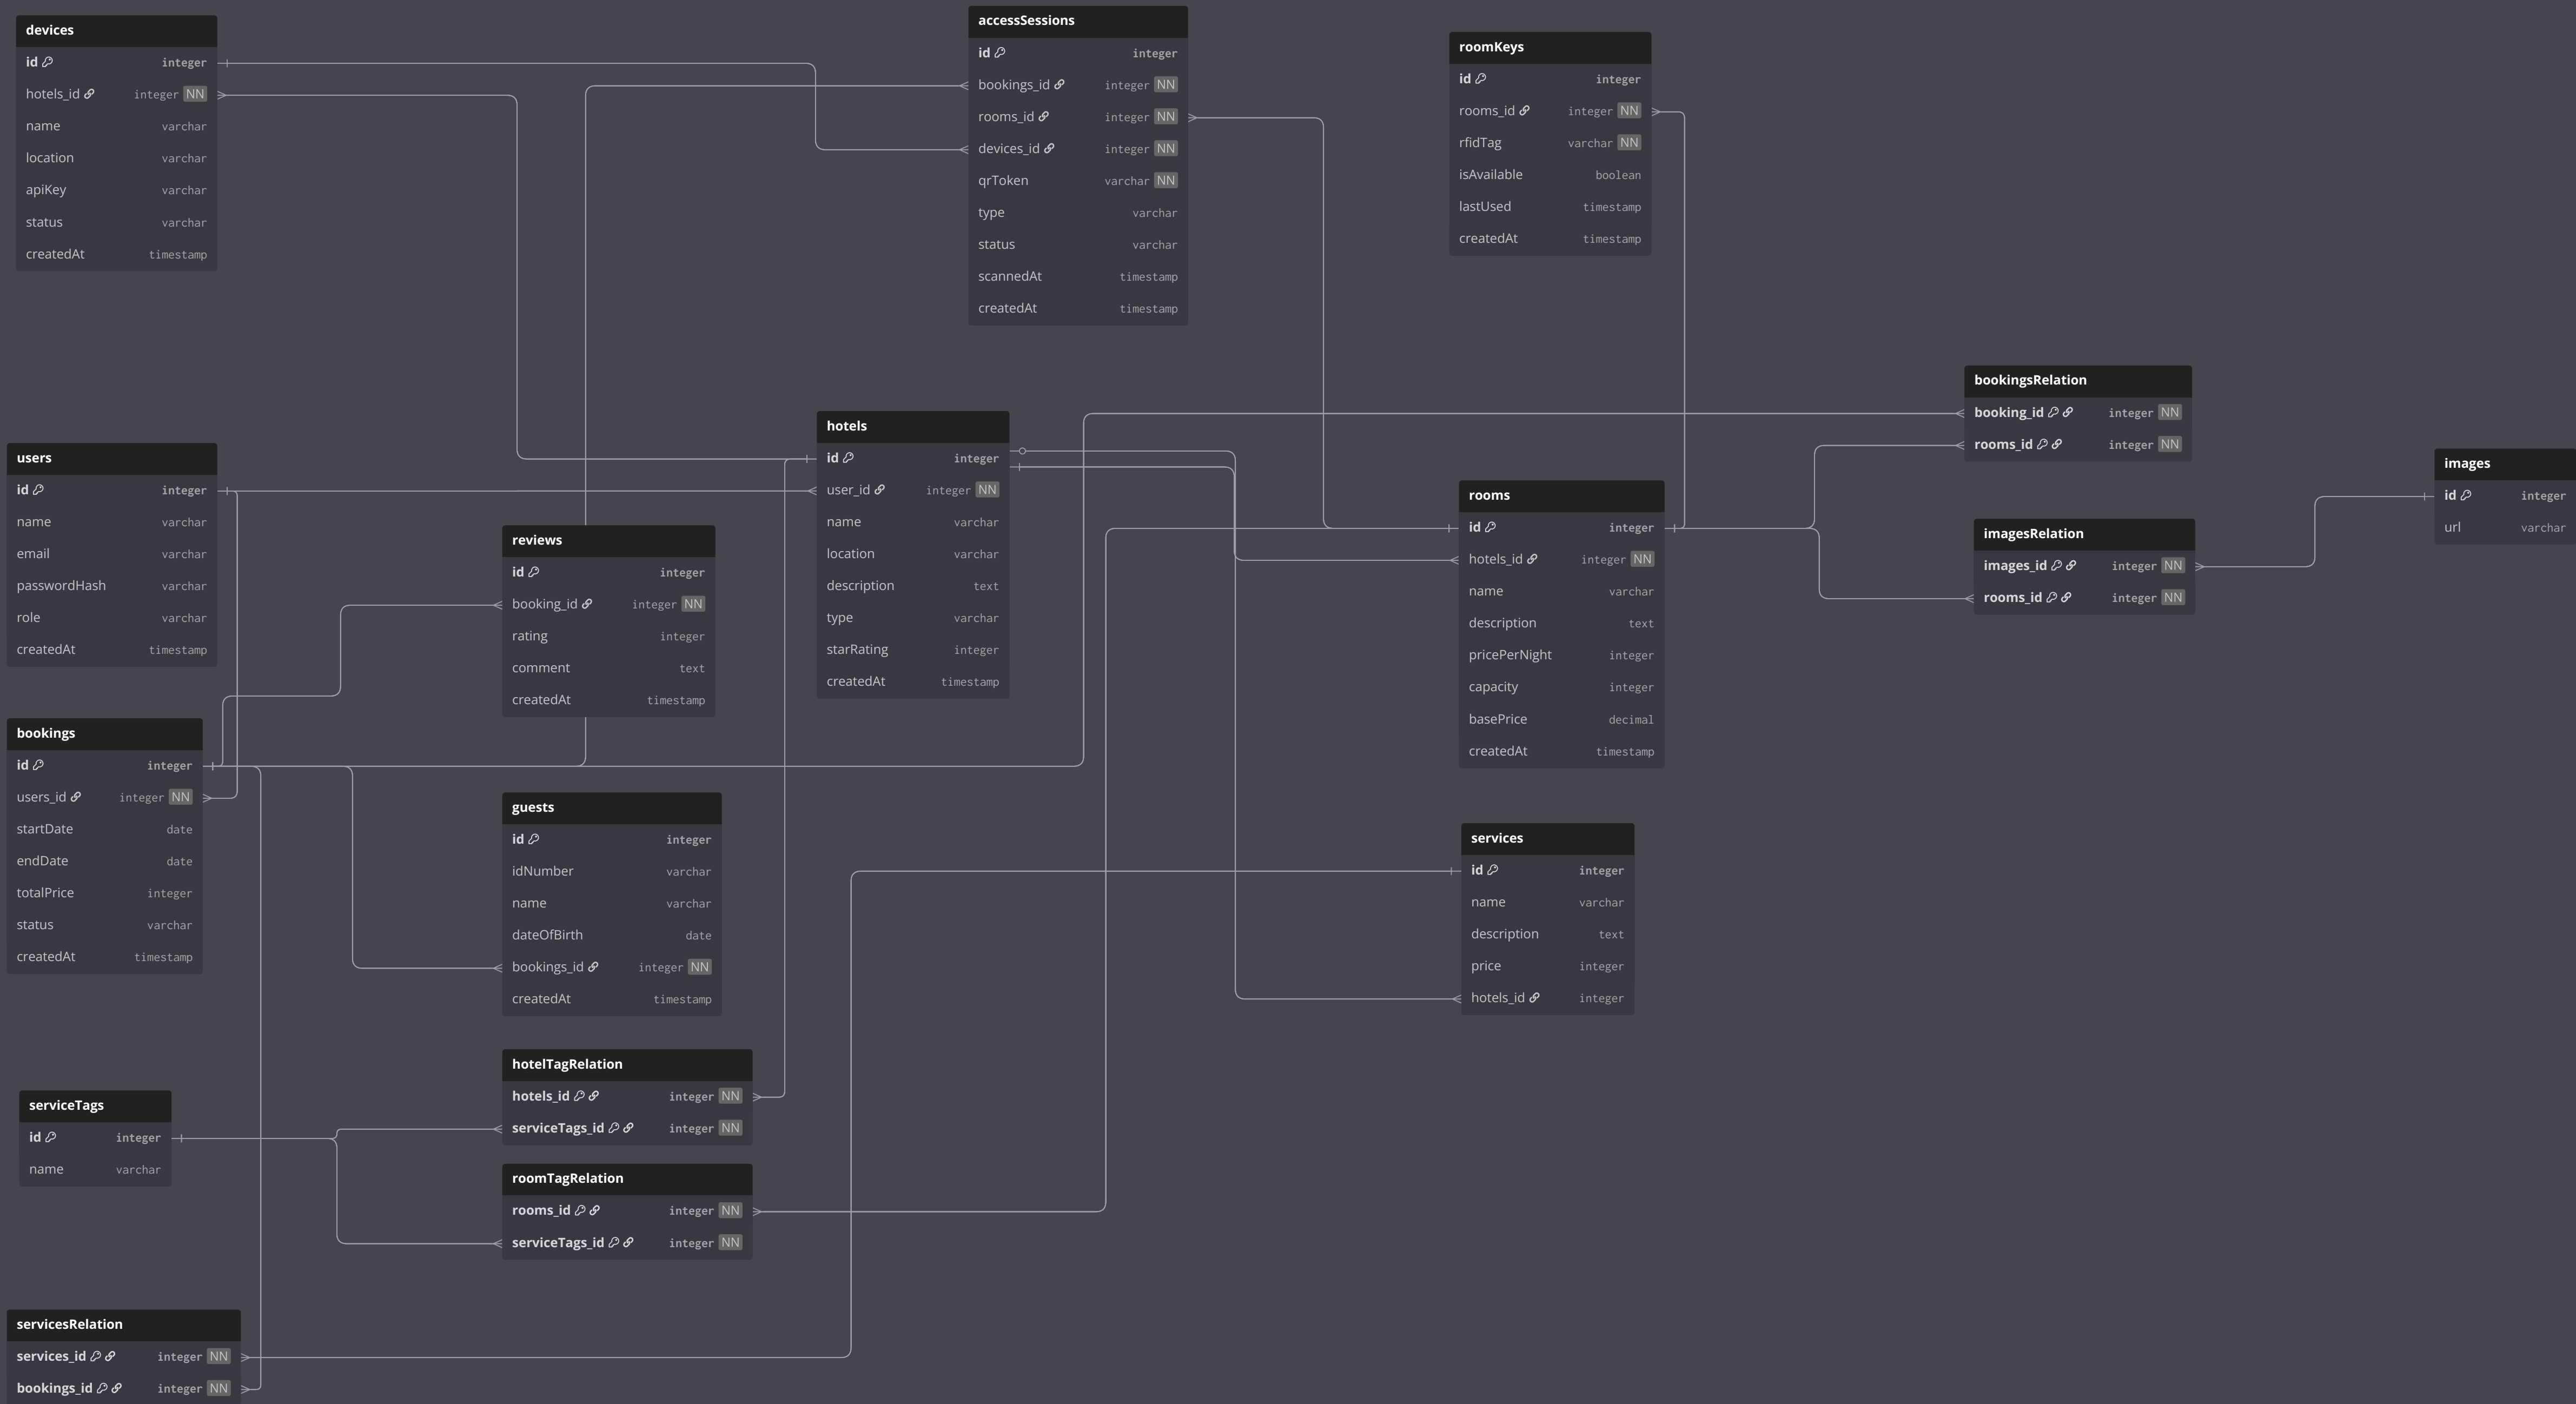 devices
id integer
hotels_id integer NN
name varchar
location varchar
apiKey varchar
status varchar
createdAt timestamp
accessSessions
id integer
bookings_id integer NN
rooms_id integer NN
devices_id integer NN
qrToken varchar NN
type varchar
status varchar
scannedAt timestamp
createdAt timestamp
roomKeys
id integer
rooms_id integer NN
rfidTag varchar NN
isAvailable boolean
lastUsed timestamp
createdAt timestamp
bookingsRelation
booking_id integer NN
rooms_id integer NN
users
id integer
name varchar
email varchar
passwordHash varchar
role varchar
createdAt timestamp
hotels
id integer
user_id integer NN
name varchar
location varchar
description text
type varchar
starRating integer
createdAt timestamp
images
id integer
url varchar
rooms
id integer
hotels_id integer NN
name varchar
description text
pricePerNight integer
capacity integer
basePrice decimal
createdAt timestamp
imagesRelation
images_id integer NN
rooms_id integer NN
reviews
id integer
booking_id integer NN
rating integer
comment text
createdAt timestamp
bookings
id integer
users_id integer NN
startDate date
endDate date
totalPrice integer
status varchar
createdAt timestamp
guests
id integer
idNumber varchar
name varchar
dateOfBirth date
bookings_id integer NN
createdAt timestamp
services
id integer
name varchar
description text
price integer
hotels_id integer
hotelTagRelation
hotels_id integer NN
serviceTags_id integer NN
serviceTags
id integer
name varchar
roomTagRelation
rooms_id integer NN
serviceTags_id integer NN
servicesRelation
services_id integer NN
bookings_id integer NN